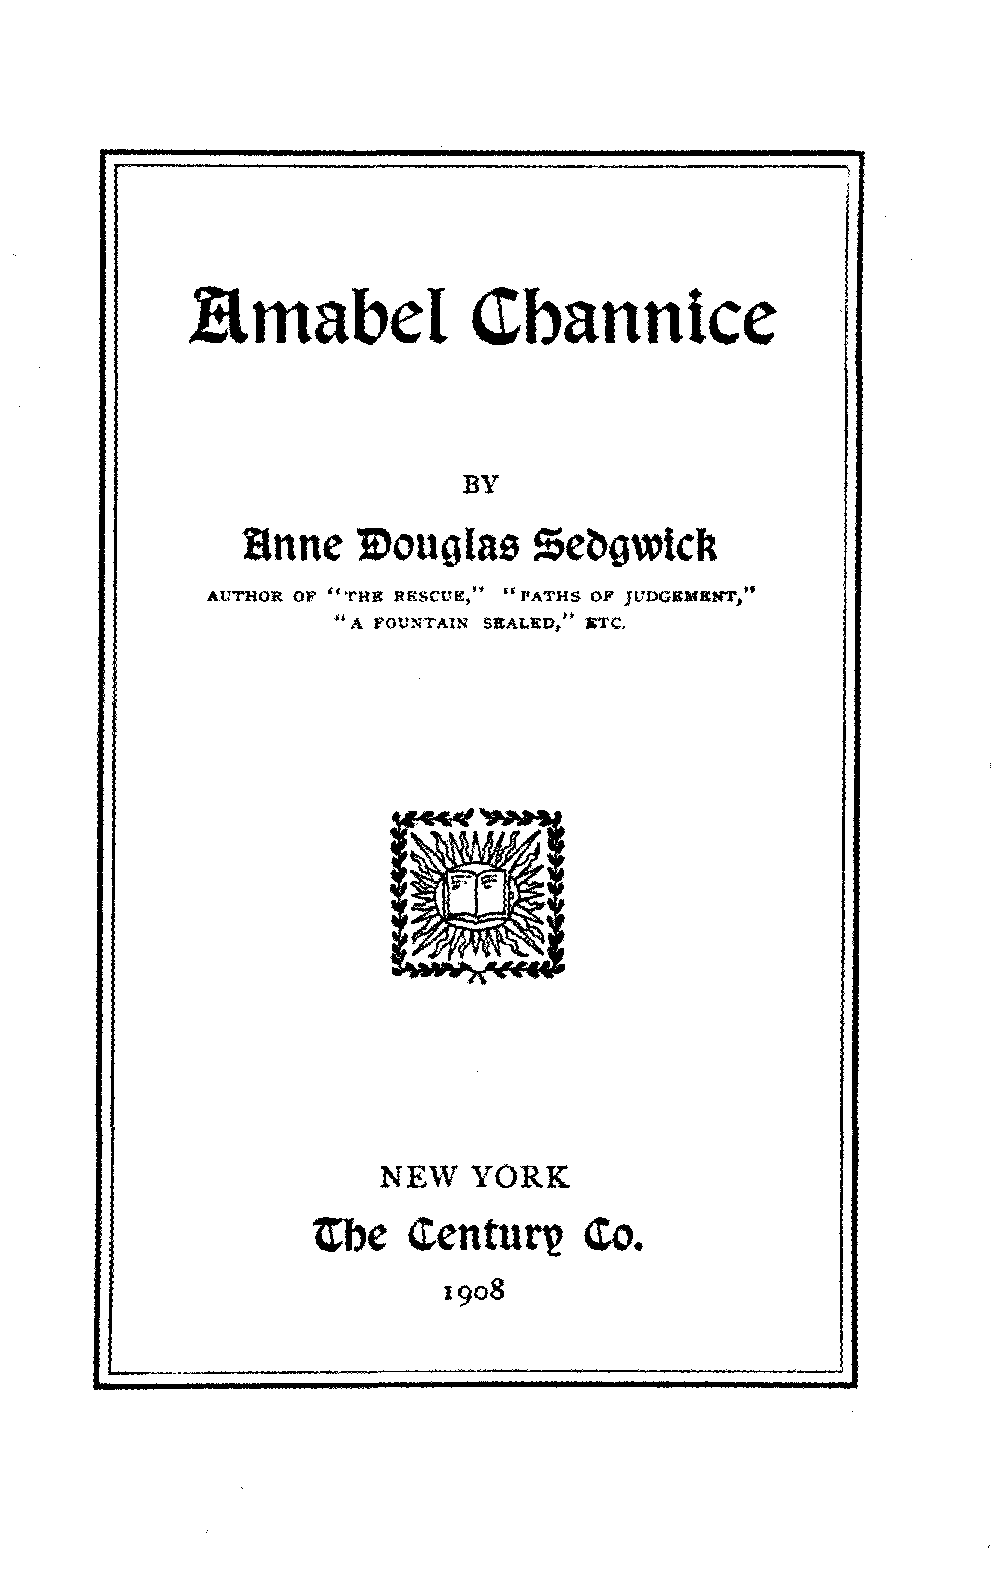 Amabel Channice
BY
Anne Douglas Sedgwick
AUTHOR OF "THE RESCUE," "PATHS OF JUDGEMENT,"
"A FOUNTAIN SEALED," ETC.
NEW YORK
The Century Co.
1908